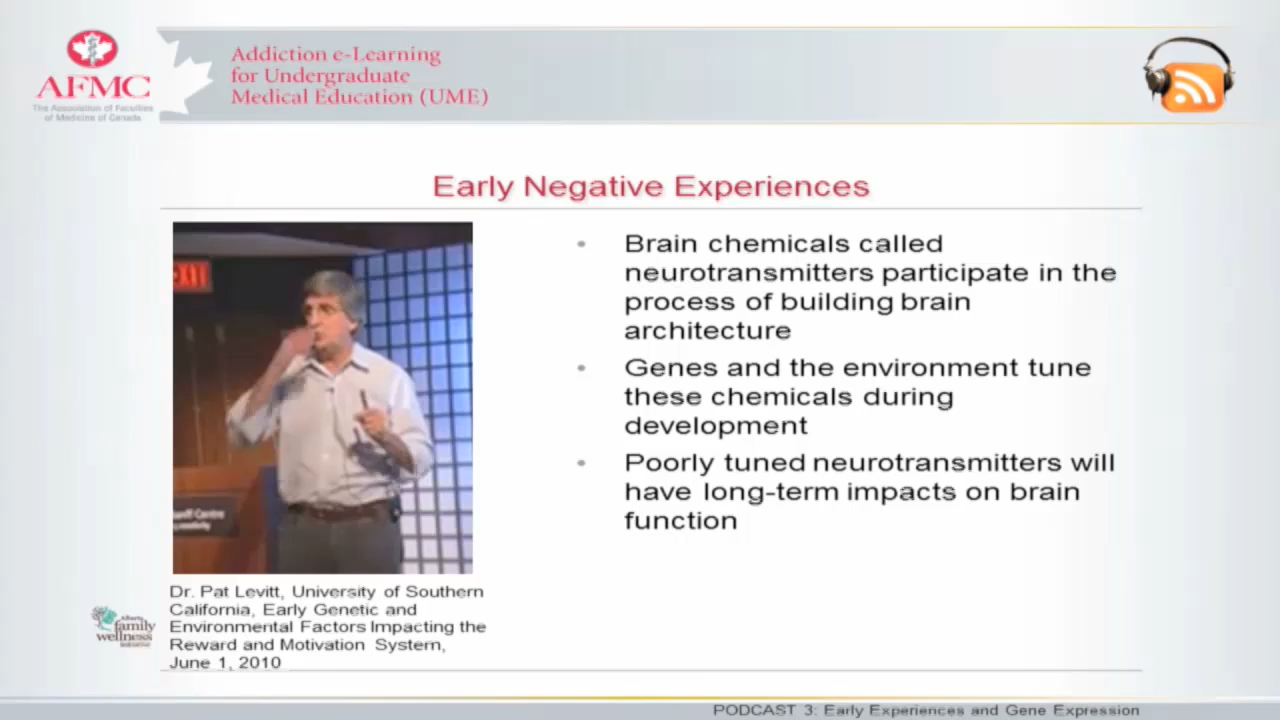 AFMC
The Association of Faculties
of Medicine of Canada
Addiction e-Learning
for Undergraduate
Medical Education (UME)
Early Negative Experiences
EXIT
Centre
• Brain chemicals called
neurotransmitters participate in the
process of building brain
architecture
• Genes and the environment tune
these chemicals during
development
• Poorly tuned neurotransmitters will
have long-term impacts on brain
function
Dr. Pat Levitt, University of Southern
California, Early Genetic and
Environmental Factors Impacting the
Reward and Motivation System,
June 1, 2010
Alberta
family
wellness
initiative
PODCAST 3: Early Experiences and Gene Expression